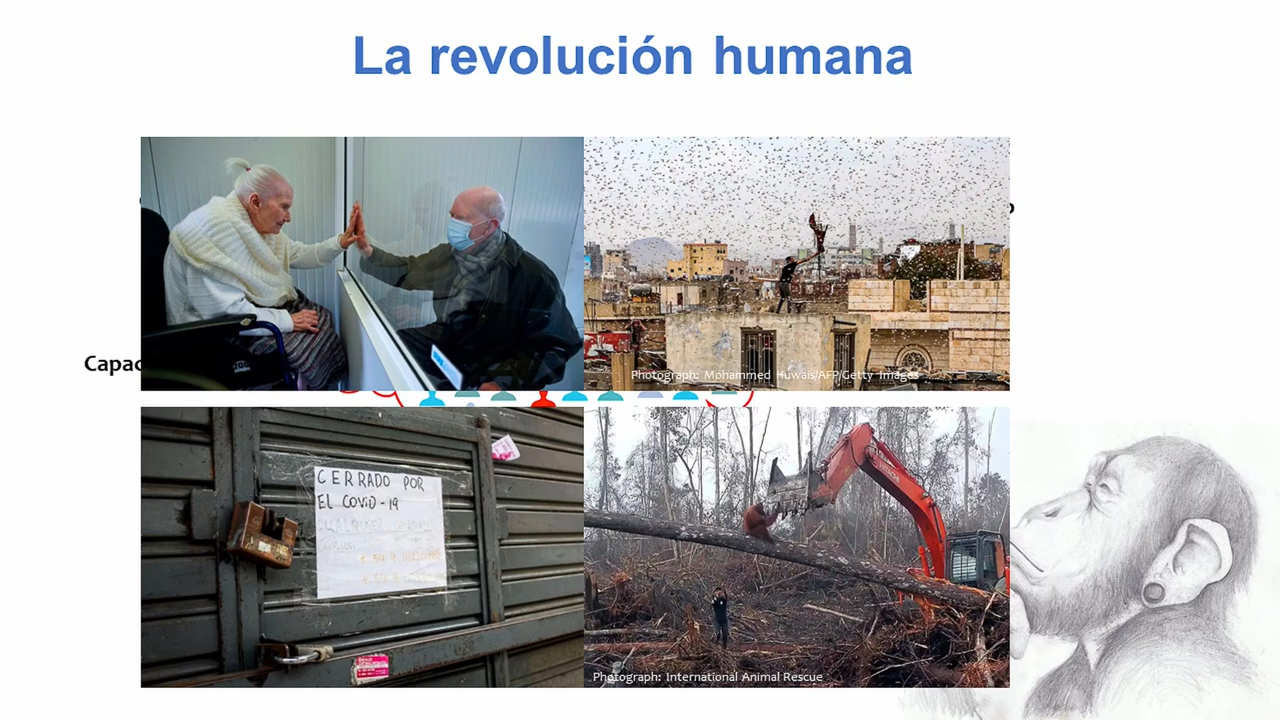 La revolución humana
Capac
Photograph: Mohammed Huwais/AFP/Getty Images
CERRADO POR
EL COVID-19
Photograph: International Animal Rescue